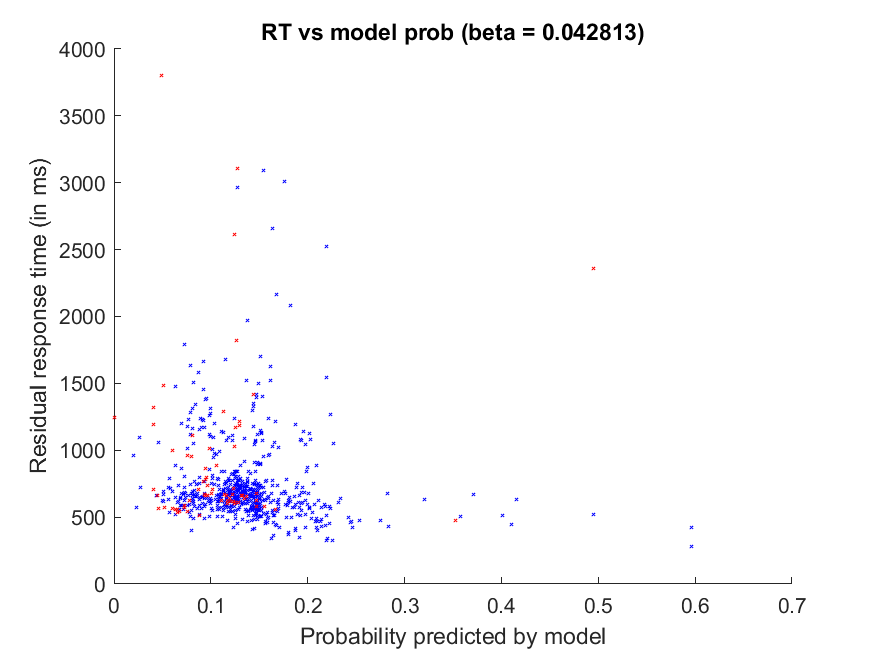 RT vs model prob (beta = 0.042813)
4000
3500
3000
2500
2000
1500
1000
500
0
Residual response time (in ms)
0 0.1 0.2 0.3 0.4 0.5 0.6 0.7
Probability predicted by model